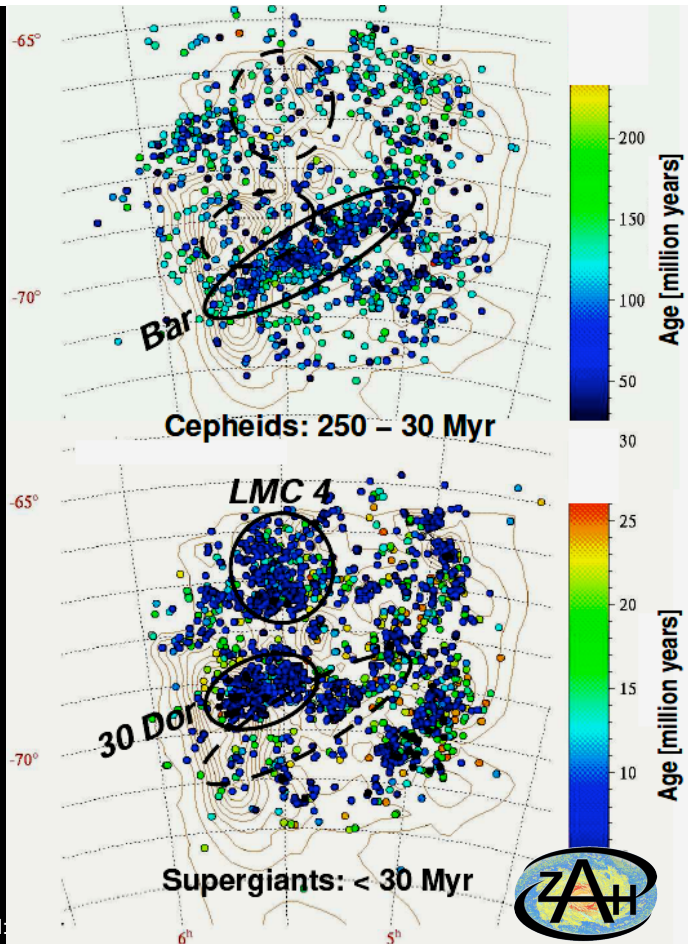 -65°
-70°
Bar
200
150
100
50
30
Age [million years]
Cepheids: 250 – 30 Myr
LMC 4
-65°
30 Dor
-70°
25
20
15
10
Age [million years]
Supergiants: < 30 Myr
ZAH
6h
5h